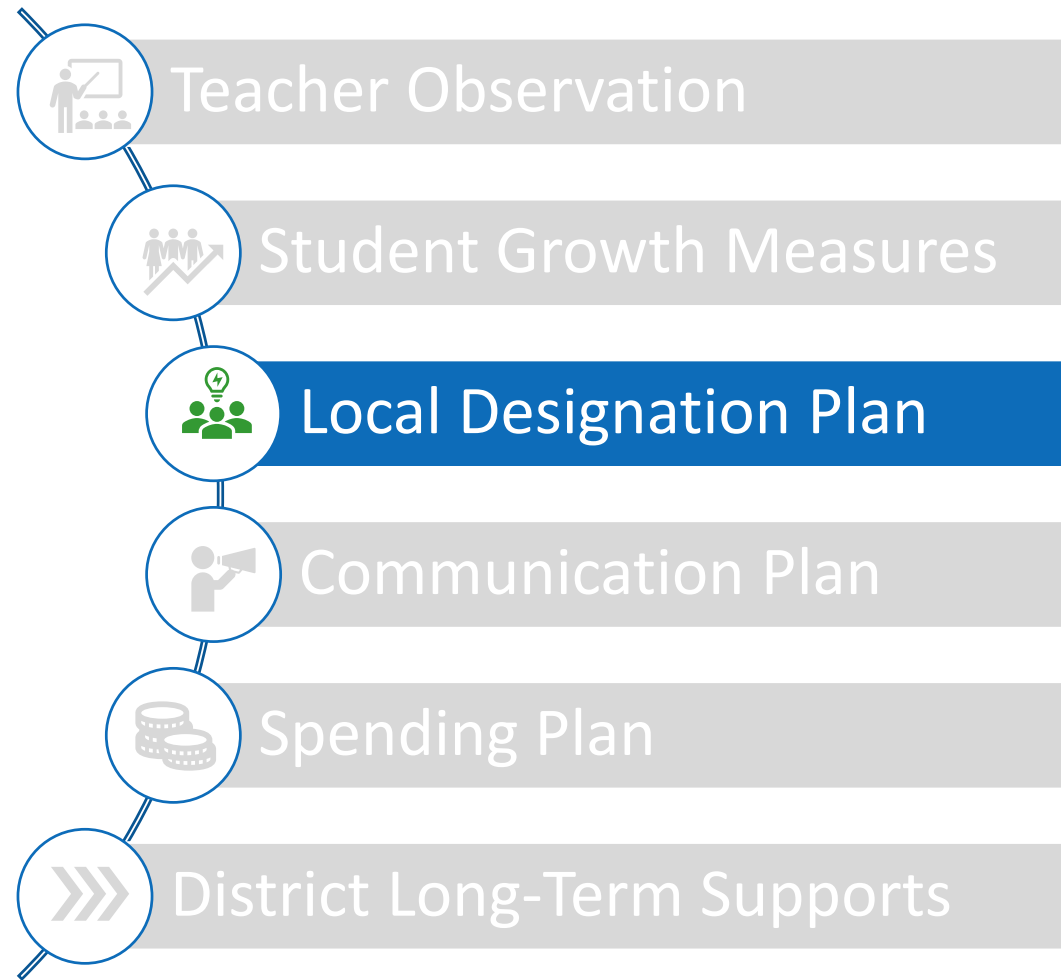 Teacher Observation
Student Growth Measures
Local Designation Plan
Communication Plan
Spending Plan
District Long-Term Supports